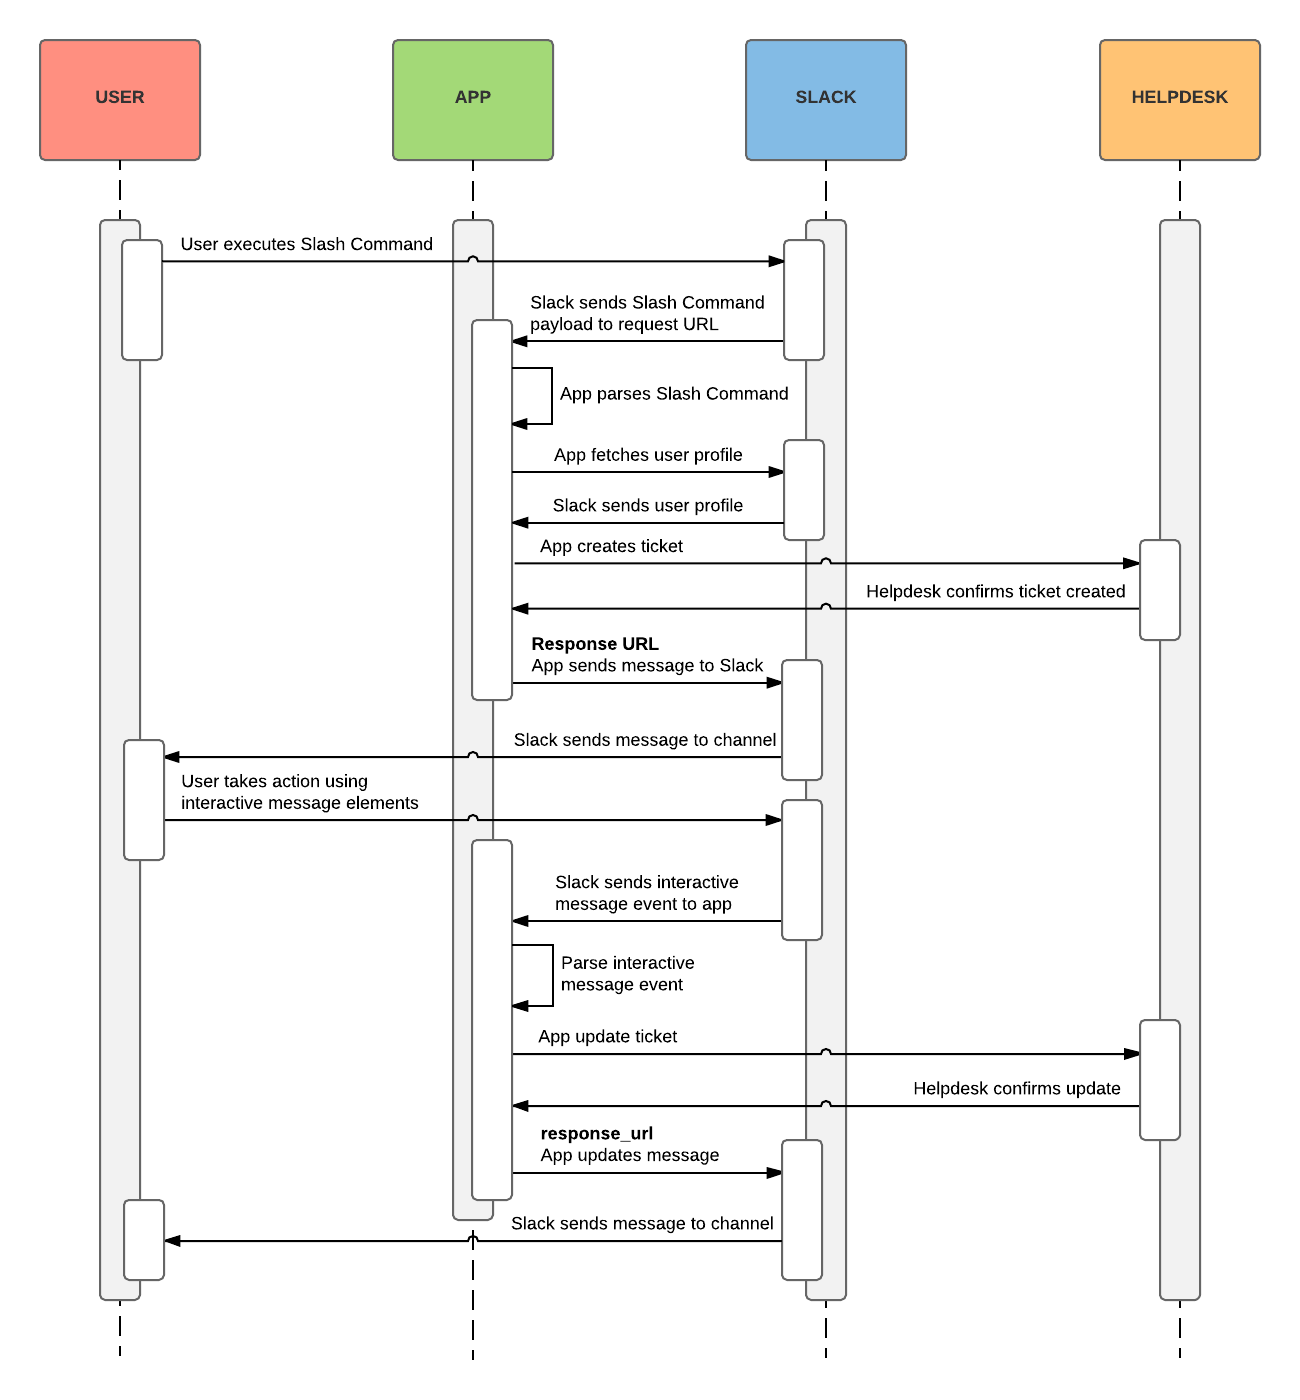 USER
APP
SLACK
HELPDESK
User executes Slash Command
Slack sends Slash Command
payload to request URL
App parses Slash Command
App fetches user profile
Slack sends user profile
App creates ticket
Helpdesk confirms ticket created
Response URL
App sends message to Slack
Slack sends message to channel
User takes action using
interactive message elements
Slack sends interactive
message event to app
Parse interactive
message event
App update ticket
Helpdesk confirms update
response_url
App updates message
Slack sends message to channel